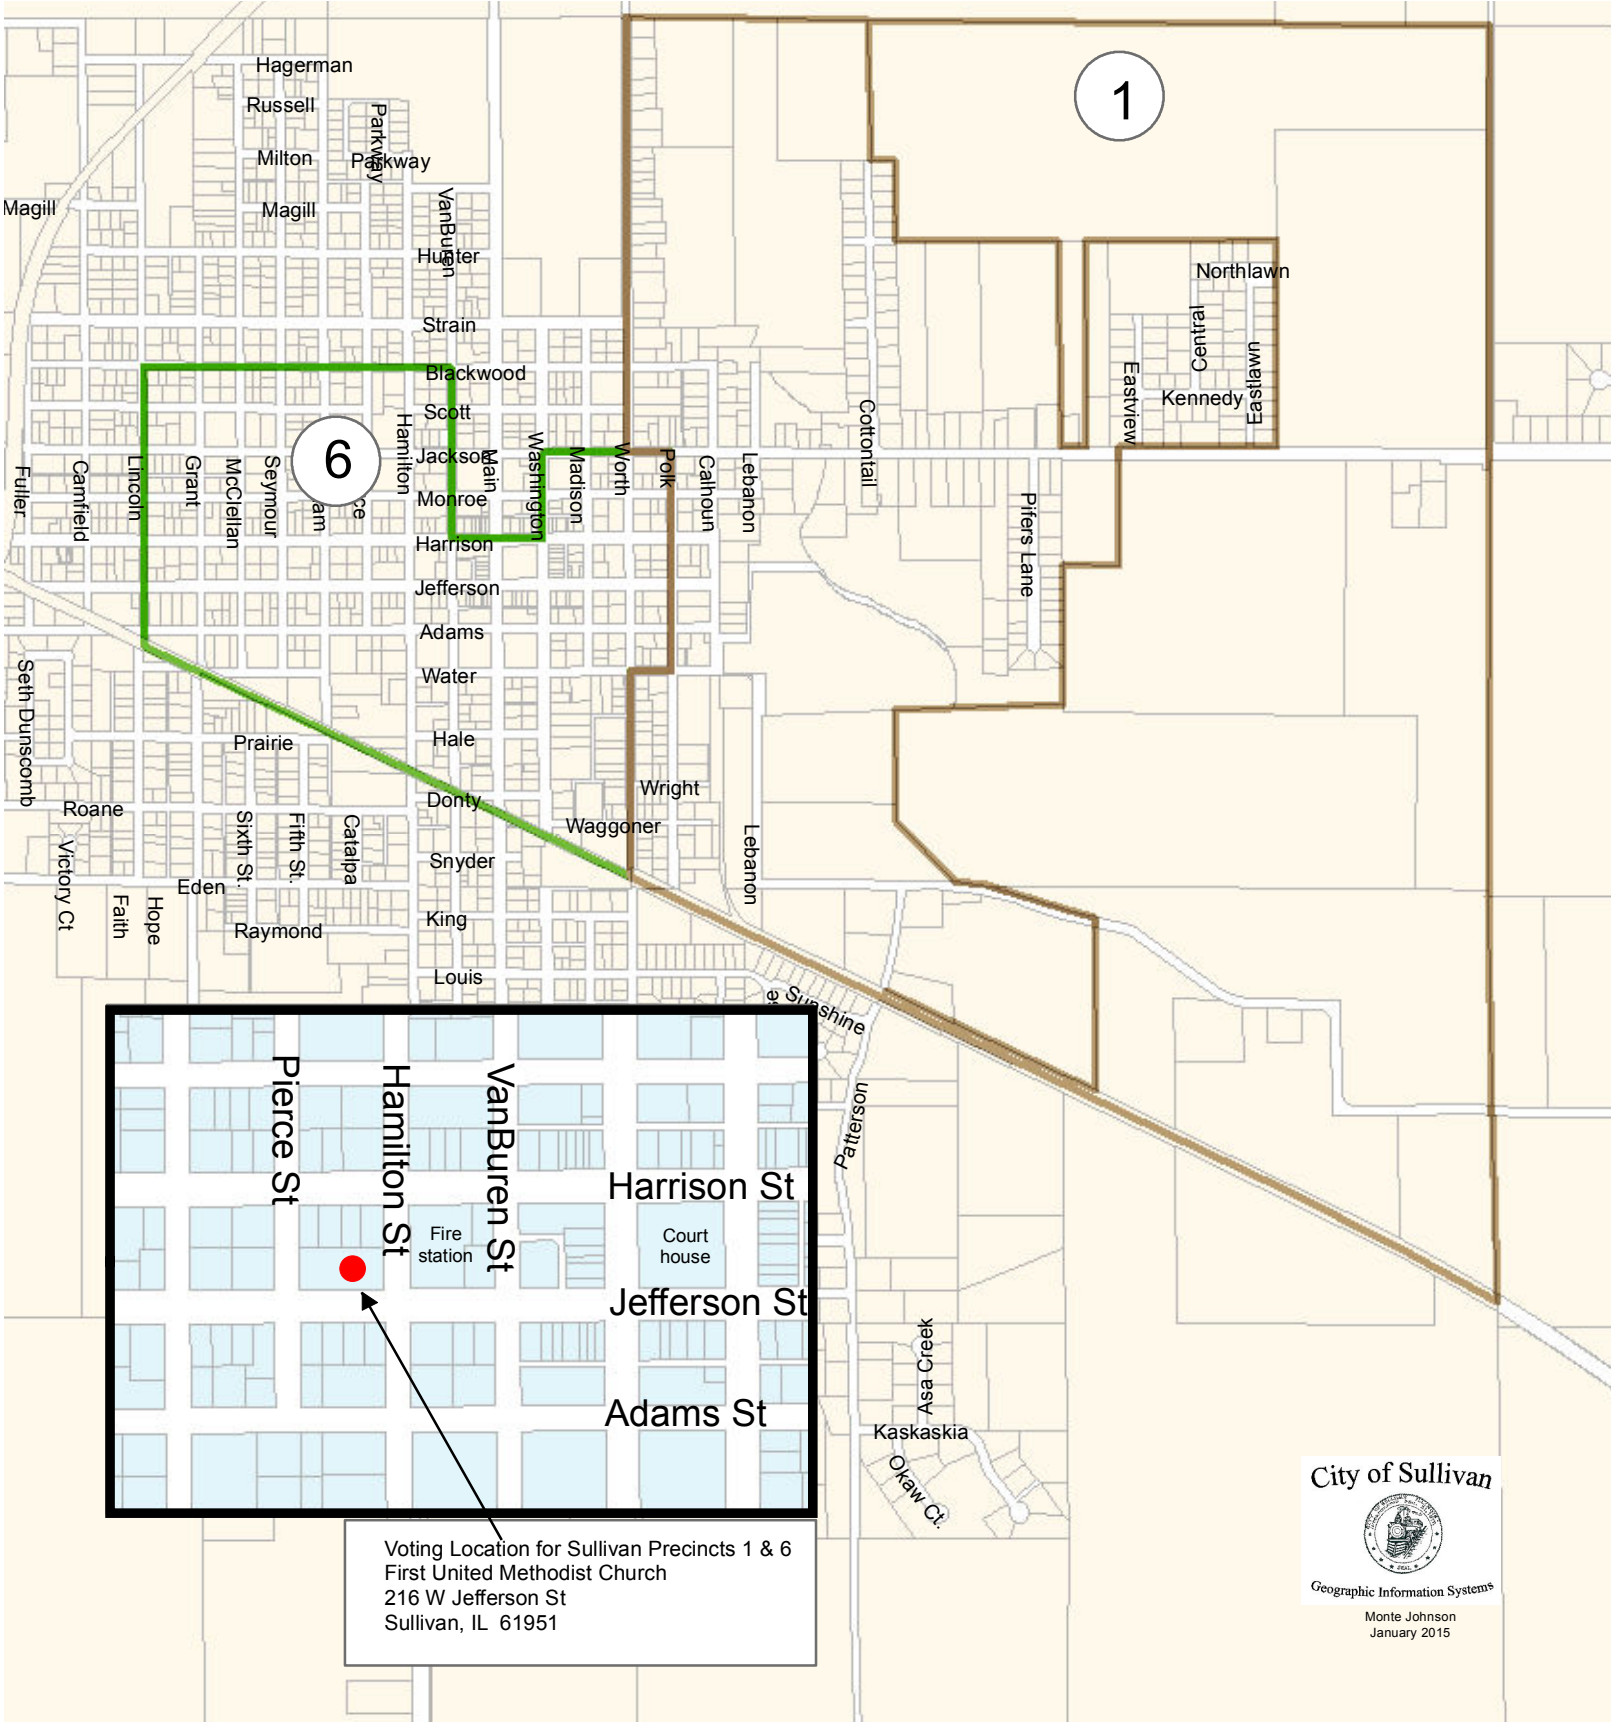 Hagerman
Russell
Parkway
Milton
Parkway
Magill
Magill
VanBuren
Hunter
Strain
Blackwood
Scott
Jackson
Monroe
Harrison
Jefferson
Adams
Water
Hale
Donty
Snyder
King
Louis
1
6
Northlawn
Central
Eastlawn
Eastview
Kennedy
Cottontail
Pifers Lane
Fuller
Camfield
Lincoln
Grant
McClellan
Seymour
am
ce
Hamilton
Main
Washington
Madison
Worth
Polk
Calhoun
Lebanon
Seth Dunscomb
Prairie
Roane
Victory Ct
Faith
Hope
Eden
Sixth St.
Fifth St.
Catalpa
Raymond
Wright
Waggoner
Lebanon
es
Sunshine
Patterson
Asa Creek
Kaskaskia
Okaw Ct.
Pierce St
Hamilton St
VanBuren St
Harrison St
Fire
station
Court
house
Jefferson St
Adams St
Voting Location for Sullivan Precincts 1 & 6
First United Methodist Church
216 W Jefferson St
Sullivan, IL  61951
City of Sullivan
SEAL
Geographic Information Systems
Monte Johnson
January 2015